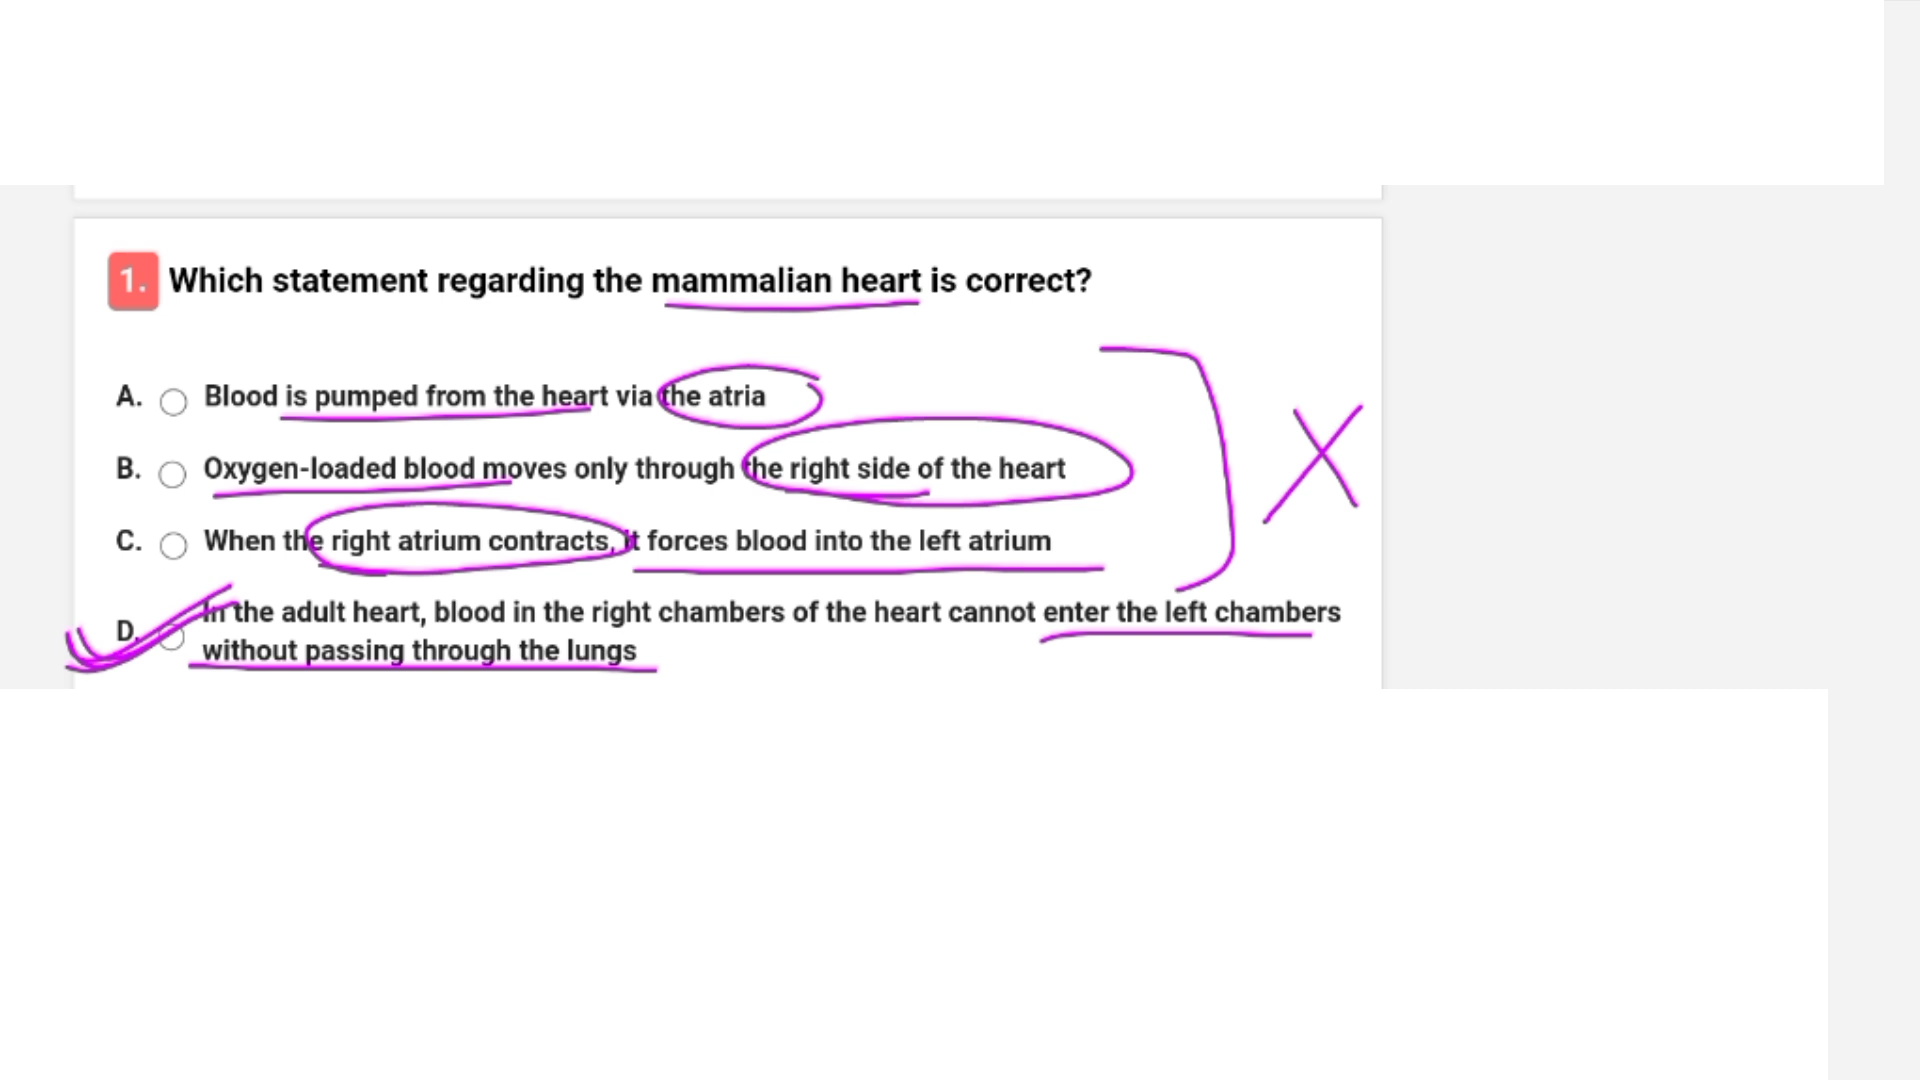 1. Which statement regarding the mammalian heart is correct?
A. Blood is pumped from the heart via the atria
B. Oxygen-loaded blood moves only through the right side of the heart
C. When the right atrium contracts, it forces blood into the left atrium
D. In the adult heart, blood in the right chambers of the heart cannot enter the left chambers
without passing through the lungs